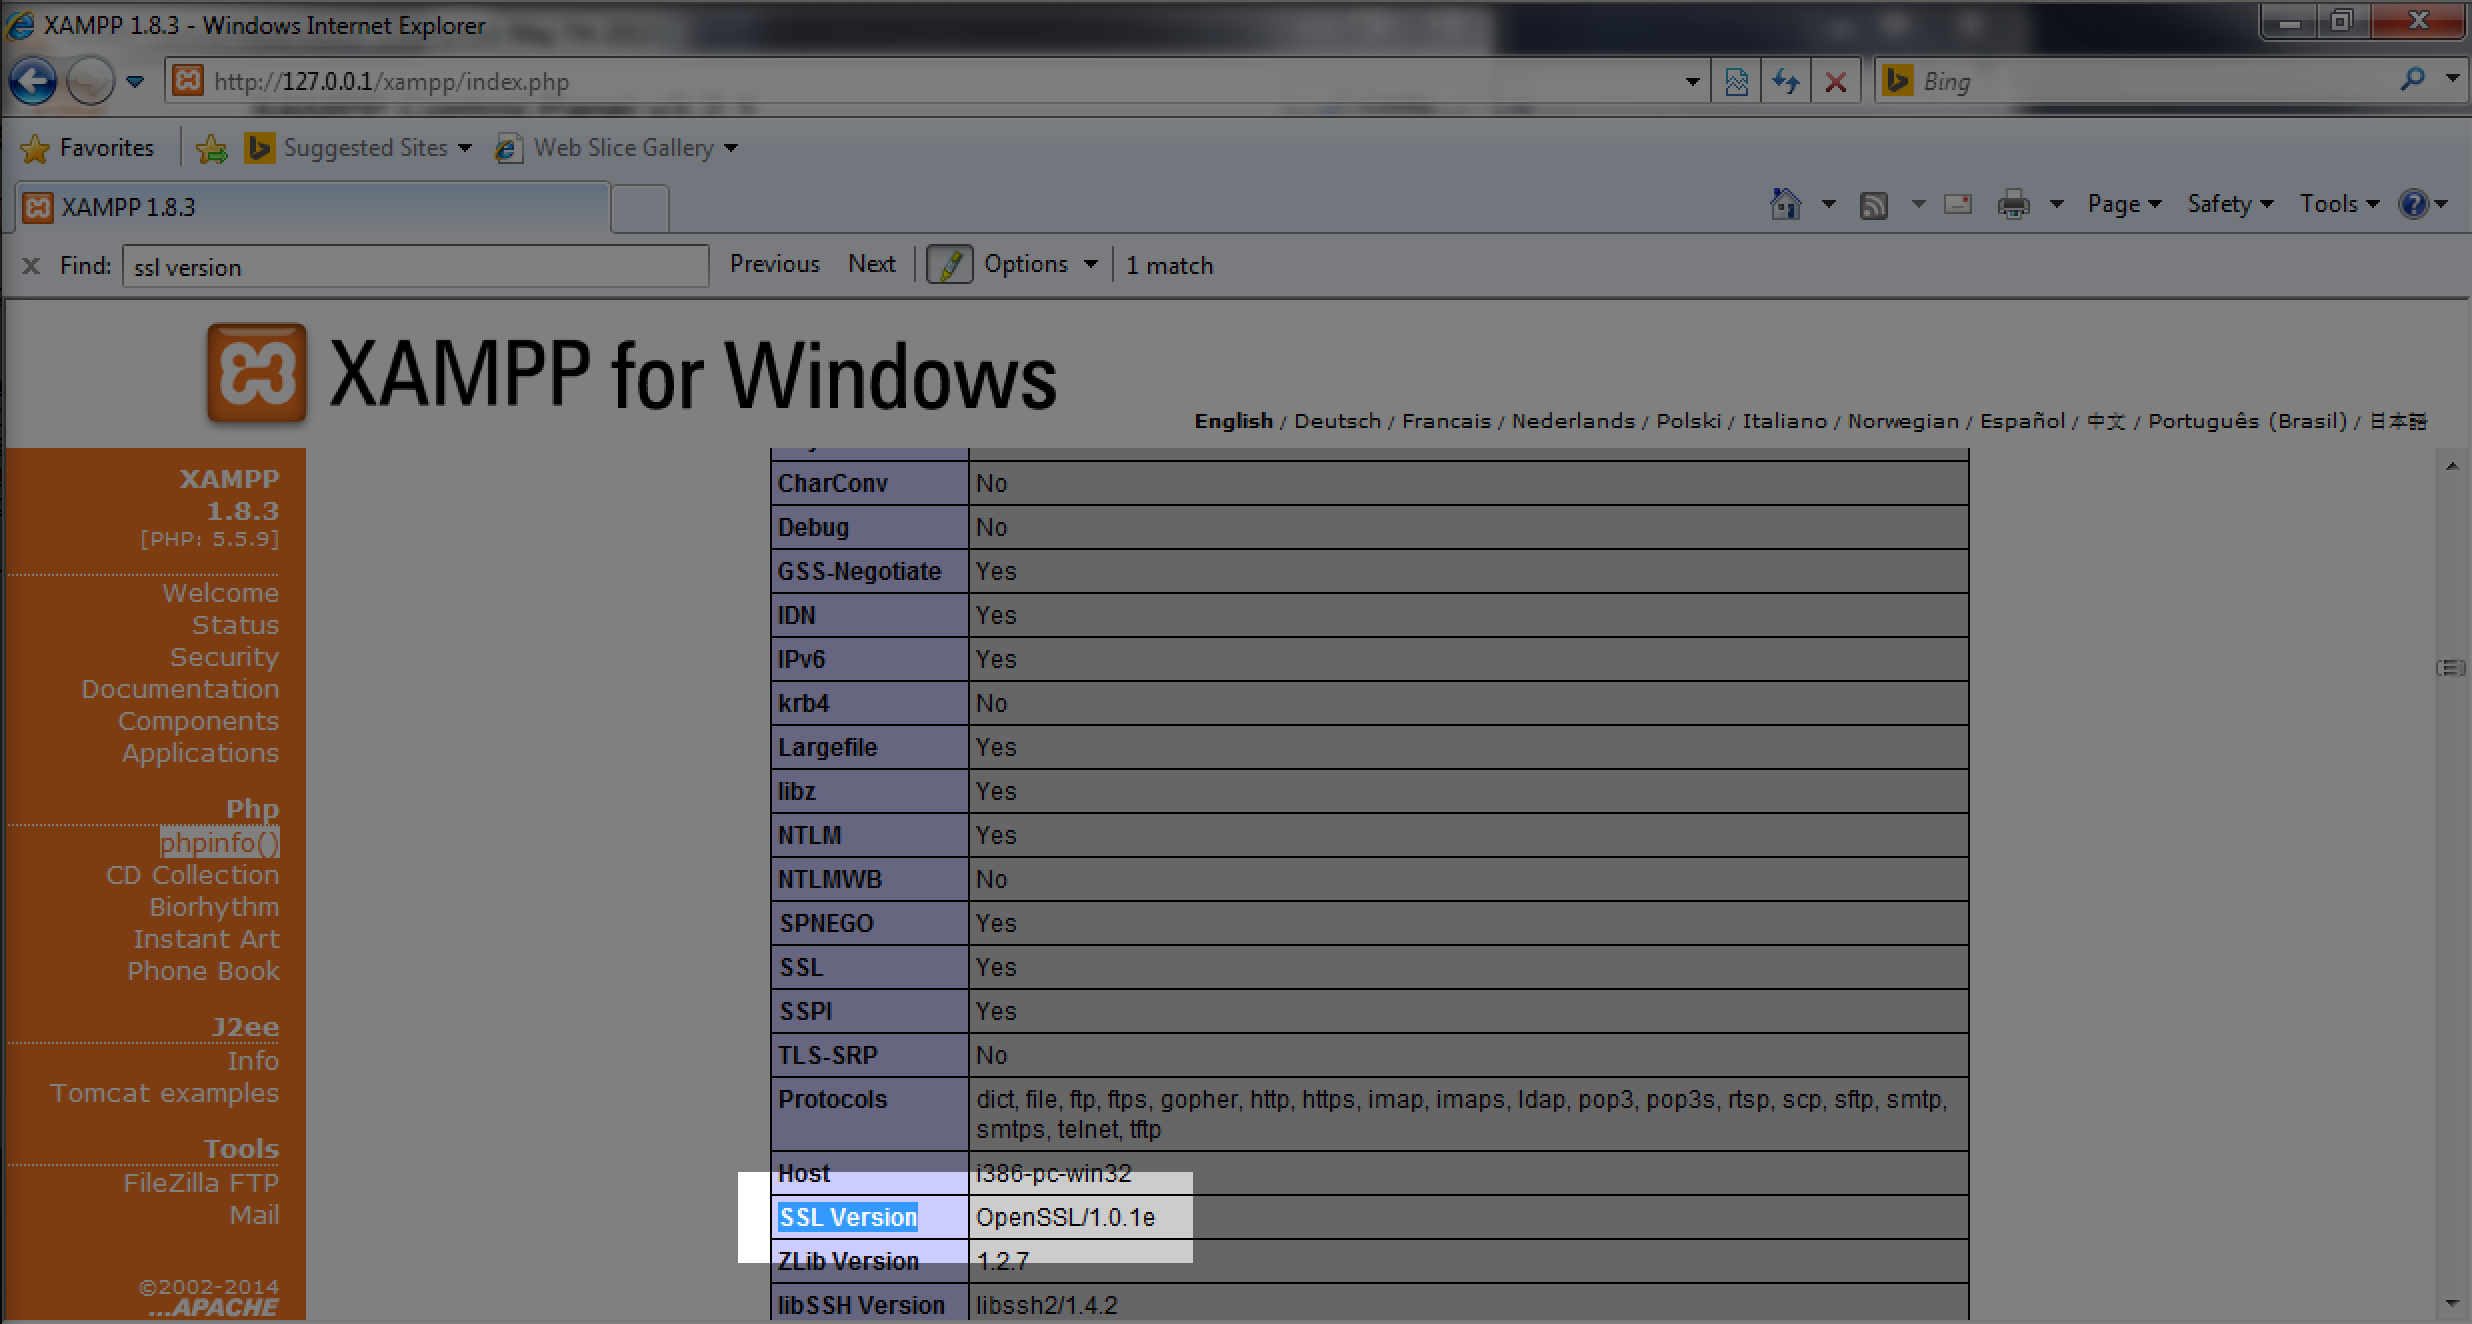 XAMPP 1.8.3 - Windows Internet Explorer
http://127.0.0.1/xampp/index.php
Bing
Favorites
Suggested Sites
Web Slice Gallery
XAMPP 1.8.3
Page
Safety
Tools
Find:
ssl version
Previous
Next
Options
1 match
XAMPP for Windows
English / Deutsch / Francais / Nederlands / Polski / Italiano / Norwegian / Español / 中文 / Português (Brasil) / 日本語
XAMPP
1.8.3
[PHP: 5.5.9]
Welcome
Status
Security
Documentation
Components
Applications
Php
phpinfo()
CD Collection
Biorhythm
Instant Art
Phone Book
J2ee
Info
Tomcat examples
Tools
FileZilla FTP
Mail
©2002-2014
...APACHE
CharConv No
Debug No
GSS-Negotiate Yes
IDN Yes
IPv6 Yes
krb4 No
Largefile Yes
libz Yes
NTLM Yes
NTLMWB No
SPNEGO Yes
SSL Yes
SSPI Yes
TLS-SRP No
Protocols dict, file, ftp, ftps, gopher, http, https, imap, imaps, ldap, pop3, pop3s, rtsp, scp, sftp, smtp,
smtps, telnet, tftp
Host i386-pc-win32
SSL Version OpenSSL/1.0.1e
ZLib Version 1.2.7
libSSH Version libssh2/1.4.2